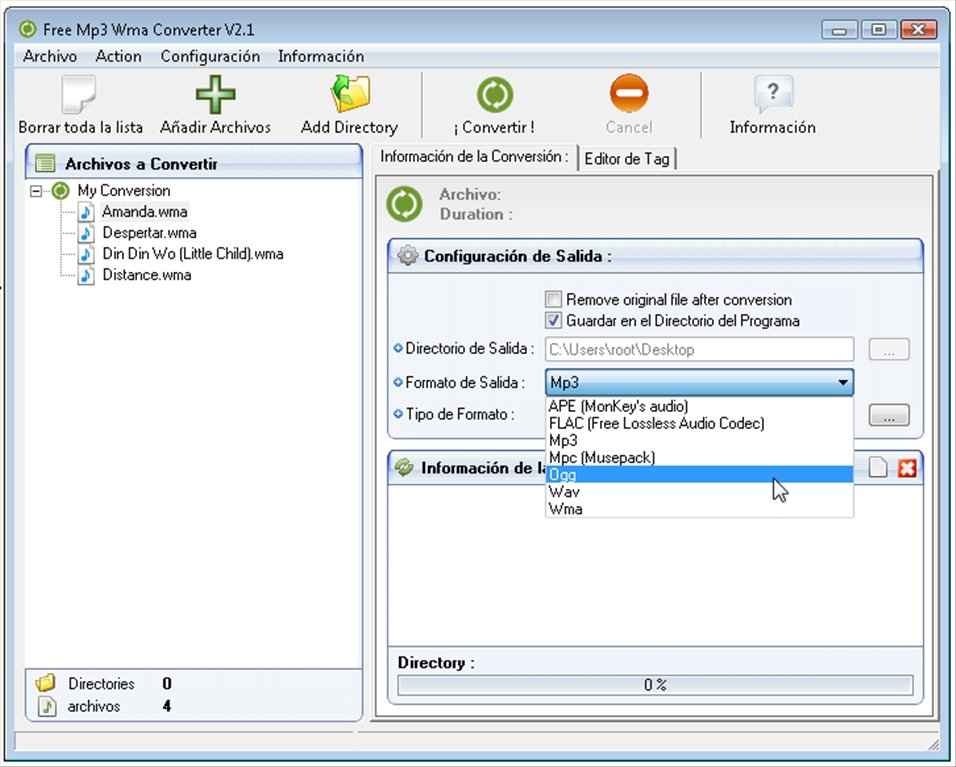 Free Mp3 Wma Converter V2.1
Archivo Action Configuración Información
Borrar toda la lista Añadir Archivos Add Directory ¡ Convertir ! Cancel Información
Archivos a Convertir
My Conversion
Amanda.wma
Despertar.wma
Din Din Wo (Little Child).wma
Distance.wma
Directories 0
archivos 4
Información de la Conversión : Editor de Tag
Archivo:
Duration :
Configuración de Salida :
Remove original file after conversion
Guardar en el Directorio del Programa
Directorio de Salida : C:\Users\root\Desktop ...
Formato de Salida : Mp3
Tipo de Formato : ...
APE (MonKey's audio)
FLAC (Free Lossless Audio Codec)
Mp3
Mpc (Musepack)
Ogg
Wav
Wma
Información de la
Directory :
0 %